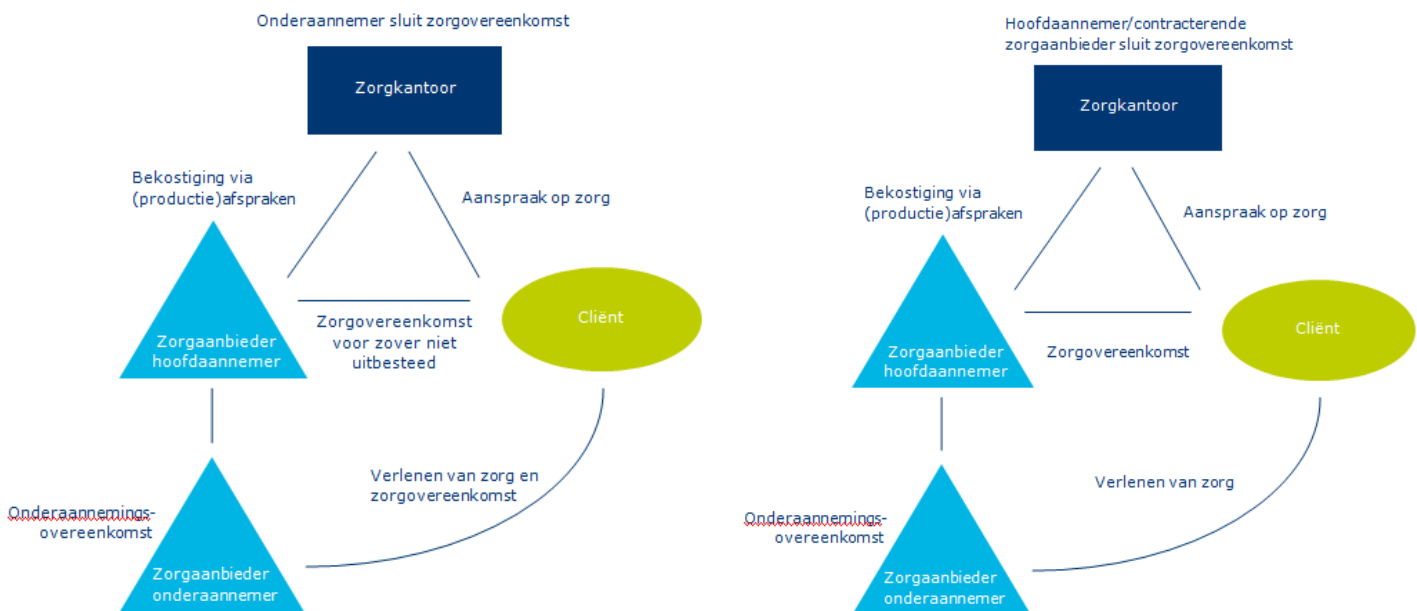 Onderaannemer sluit zorgovereenkomst
Zorgkantoor
Bekostiging via
(productie)afspraken
Aanspraak op zorg
Zorgaanbieder
hoofdaannemer
Zorgovereenkomst
voor zover niet
uitbesteed
Cliënt
Verlenen van zorg en
zorgovereenkomst
Onderaannemings-
overeenkomst
Zorgaanbieder
onderaannemer
Hoofdaannemer/contracterende
zorgaanbieder sluit zorgovereenkomst
Zorgkantoor
Bekostiging via
(productie)afspraken
Aanspraak op zorg
Zorgaanbieder
hoofdaannemer
Zorgovereenkomst
Cliënt
Verlenen van zorg
Onderaannemings-
overeenkomst
Zorgaanbieder
onderaannemer